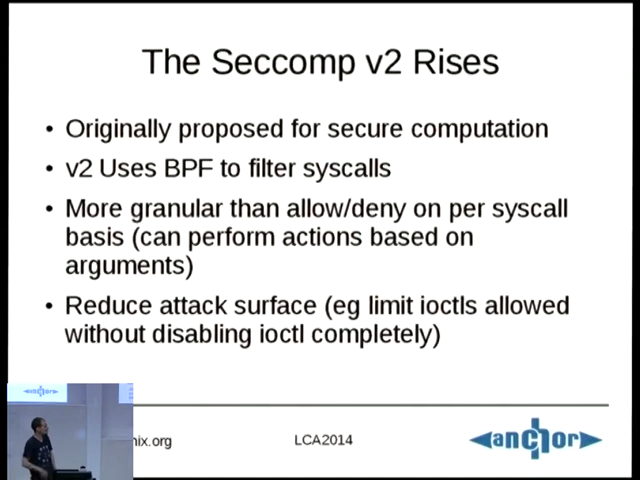 The Seccomp v2 Rises
• Originally proposed for secure computation
• v2 Uses BPF to filter syscalls
• More granular than allow/deny on per syscall
basis (can perform actions based on
arguments)
• Reduce attack surface (eg limit ioctls allowed
without disabling ioctl completely)
nix.org
LCA2014
anchor